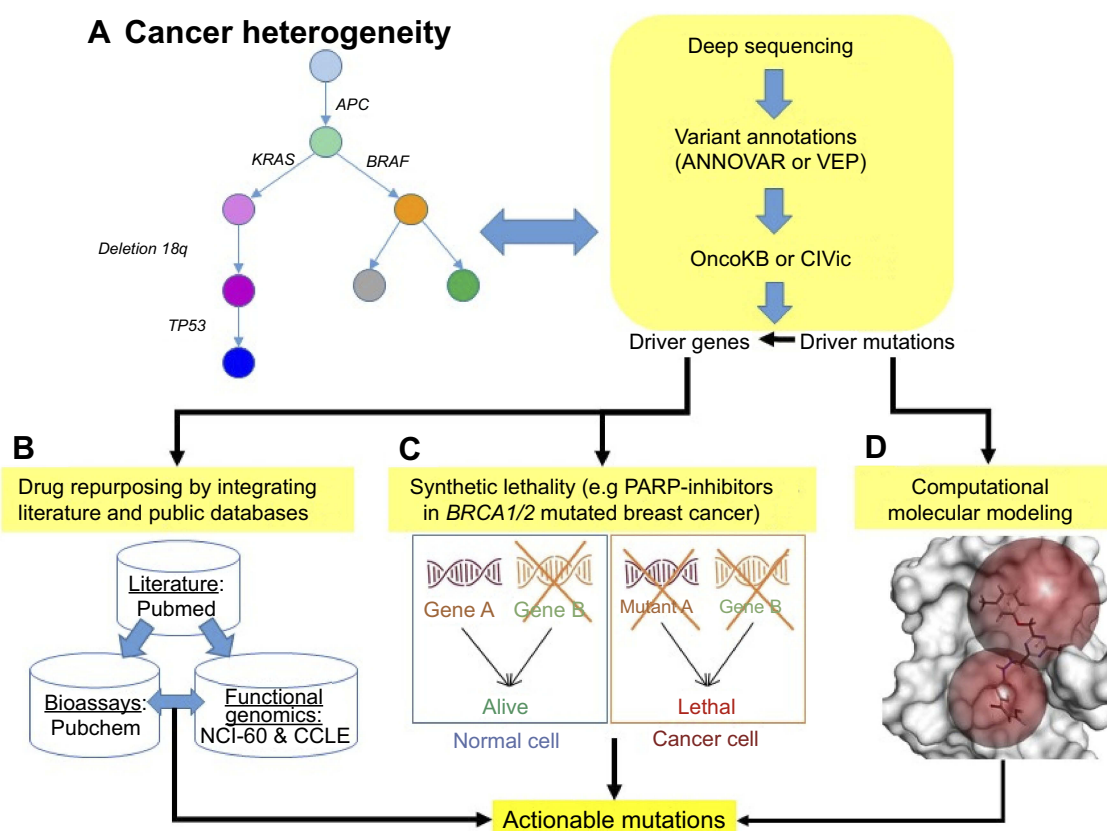 A Cancer heterogeneity
APC
KRAS
BRAF
Deletion 18q
TP53
Deep sequencing
Variant annotations
(ANNOVAR or VEP)
OncoKB or CIVic
Driver genes
Driver mutations
B
Drug repurposing by integrating
literature and public databases
Literature:
Pubmed
Bioassays:
Pubchem
Functional
genomics:
NCI-60 & CCLE
C
Synthetic lethality (e.g PARP-inhibitors
in BRCA1/2 mutated breast cancer)
Gene A
Gene B
Alive
Normal cell
Mutant A
Gene B
Lethal
Cancer cell
D
Computational
molecular modeling
Actionable mutations